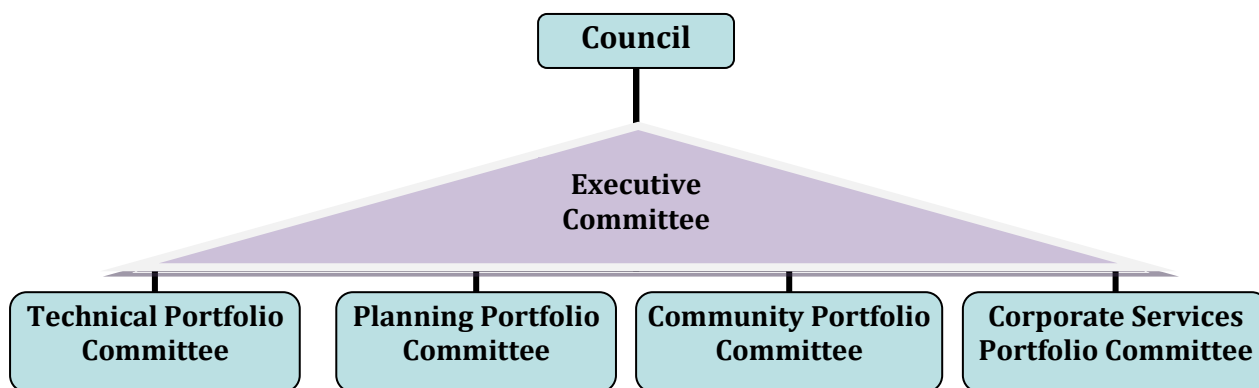 Council
Executive
Committee
Technical Portfolio
Committee
Planning Portfolio
Committee
Community Portfolio
Committee
Corporate Services
Portfolio Committee